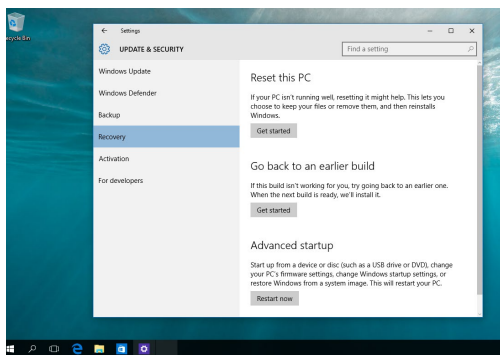 ecycle Bin
Settings
UPDATE & SECURITY
Find a setting
Windows Update
Windows Defender
Backup
Recovery
Activation
For developers
Reset this PC
If your PC isn't running well, resetting it might help. This lets you
choose to keep your files or remove them, and then reinstalls
Windows.
Get started
Go back to an earlier build
If this build isn't working for you, try going back to an earlier one.
When the next build is ready, we'll install it.
Get started
Advanced startup
Start up from a device or disc (such as a USB drive or DVD), change
your PC's firmware settings, change Windows startup settings, or
restore Windows from a system image. This will restart your PC.
Restart now